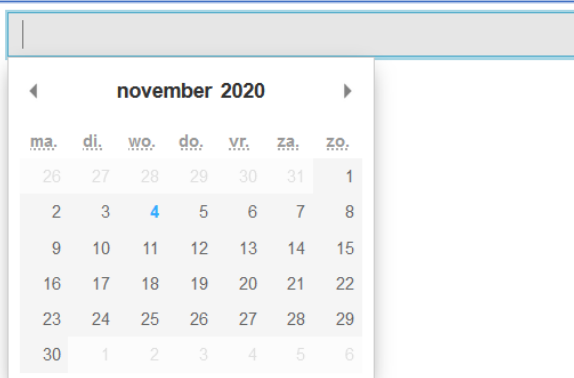 november 2020
ma. di. wo. do. vr. za. zo.
26 27 28 29 30 31 1
2 3 4 5 6 7 8
9 10 11 12 13 14 15
16 17 18 19 20 21 22
23 24 25 26 27 28 29
30 1 2 3 4 5 6